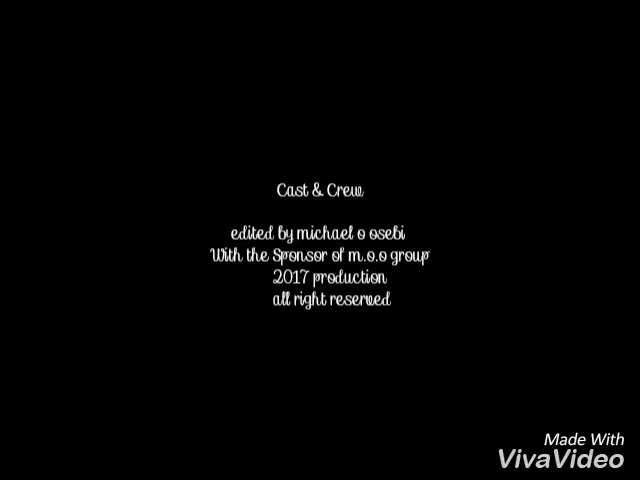 Cast & Crew
edited by michael o osebi
With the Sponsor of m.o.o group
2017 production
all right reserved
Made With
VivaVideo